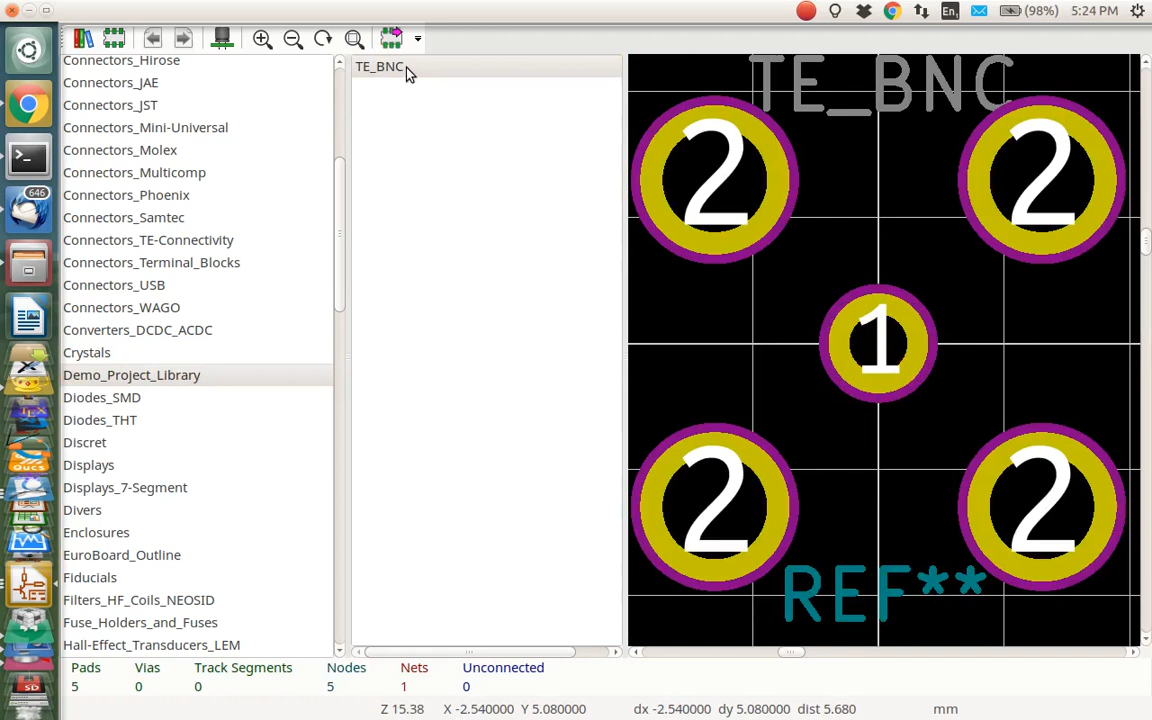 En1
(98%)
5:24 PM
646
SD
Connectors_Hirose
Connectors_JAE
Connectors_JST
Connectors_Mini-Universal
Connectors_Molex
Connectors_Multicomp
Connectors_Phoenix
Connectors_Samtec
Connectors_TE-Connectivity
Connectors_Terminal_Blocks
Connectors_USB
Connectors_WAGO
Converters_DCDC_ACDC
Crystals
Demo_Project_Library
Diodes_SMD
Diodes_THT
Discret
Displays
Displays_7-Segment
Divers
Enclosures
EuroBoard_Outline
Fiducials
Filters_HF_Coils_NEOSID
Fuse_Holders_and_Fuses
Hall-Effect_Transducers_LEM
TE_BNC
TE_BNC
2 2
1
2 2
REF**
Pads Vias Track Segments Nodes Nets Unconnected
5 0 0 5 1 0
Z 15.38 X -2.540000 Y 5.080000 dx -2.540000 dy 5.080000 dist 5.680 mm